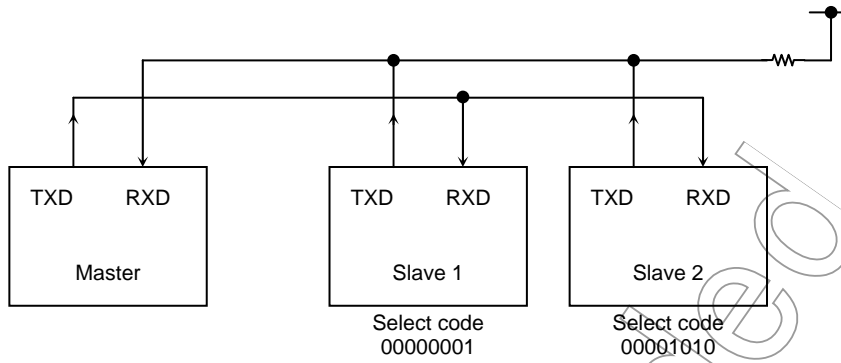 TXD RXD TXD RXD TXD RXD
Master Slave 1 Slave 2
Select code Select code
00000001 00001010